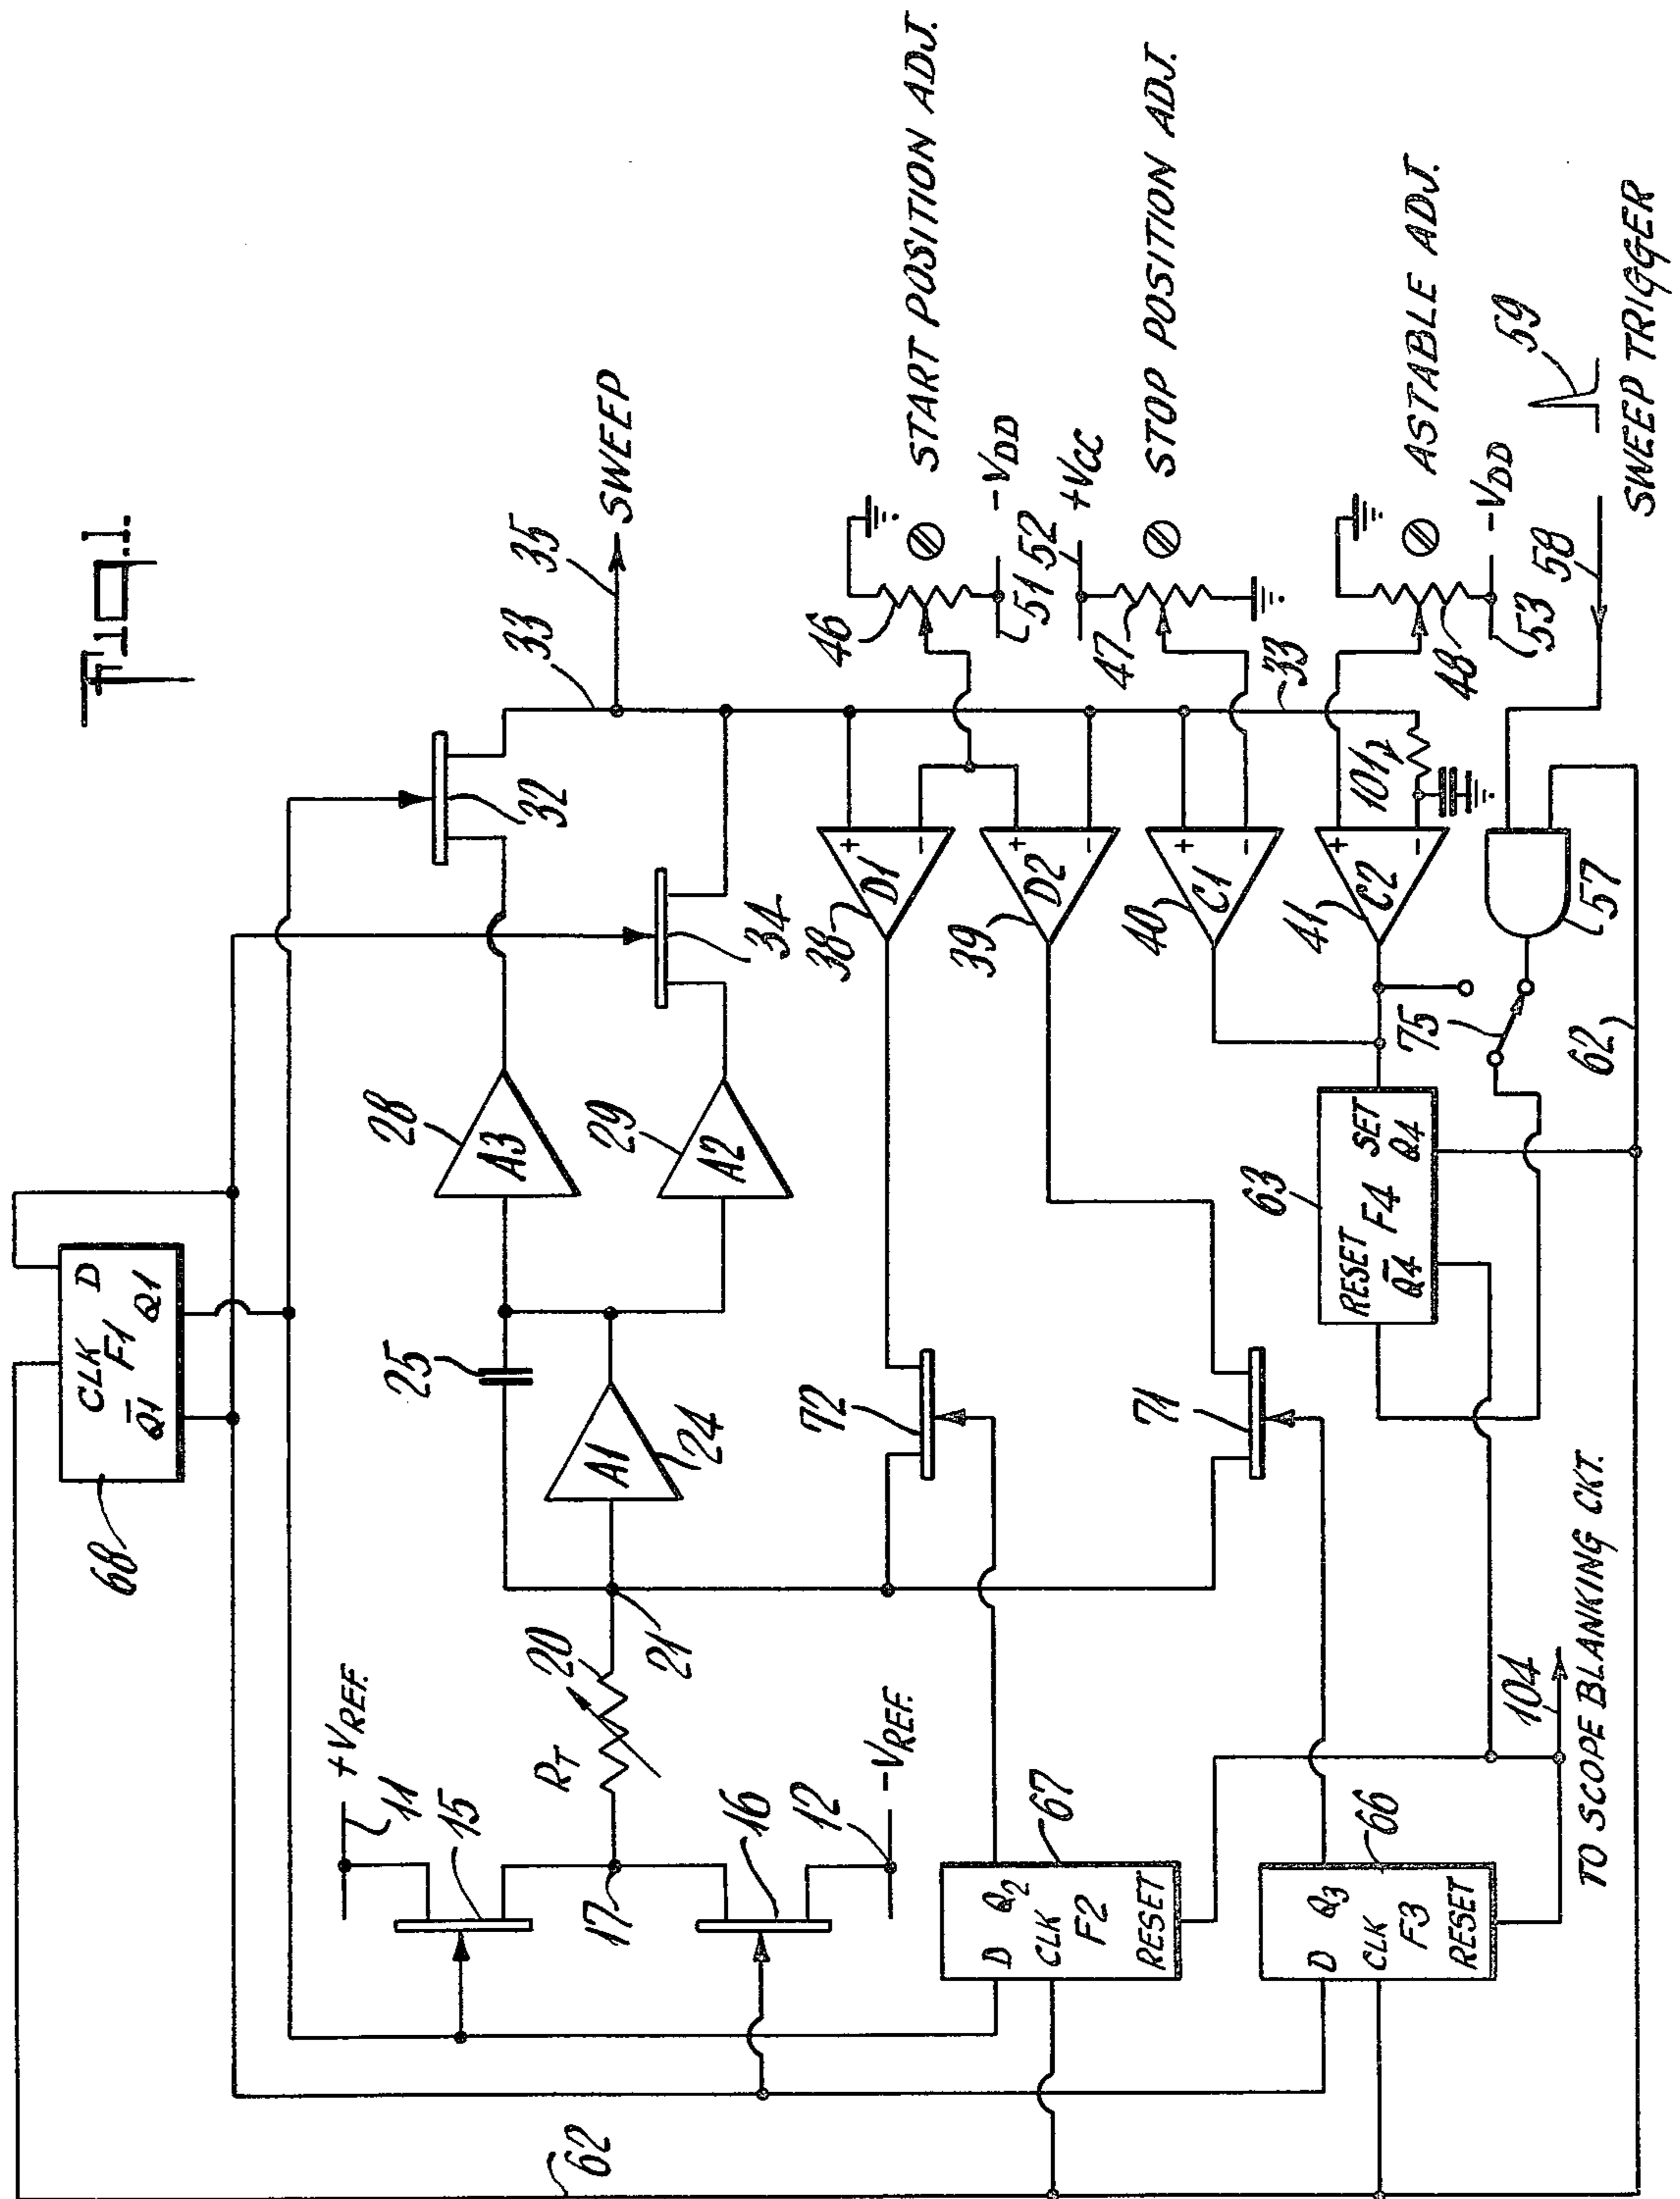 Fig. 1.
68
CLK D
F1
Q̄1 Q1
+VREF.
11
15
17
16
12
-VREF.
RT
20
21
25
A1
24
28
A3
29
A2
32
34
33
35
SWEEP
72
71
38
D1
+
-
39
D2
+
-
40
C1
+
-
41
C2
+
-
46
START POSITION ADJ.
-VDD
51
52
+VCC
47
STOP POSITION ADJ.
33
101
48
ASTABLE ADJ.
-VDD
53
58
59
SWEEP TRIGGER
57
75
62
63
RESET SET
F4
Q̄4 Q4
67
D Q2
CLK
F2
RESET
66
D Q3
CLK
F3
RESET
104
TO SCOPE BLANKING CKT.
62